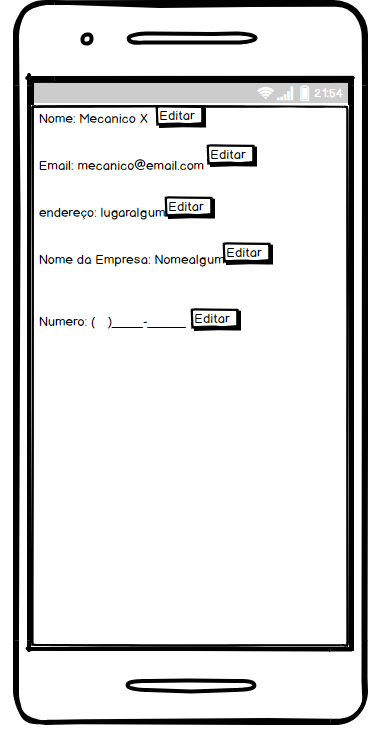 21:54
Nome: Mecanico X Editar
Email: mecanico@email.com Editar
endereço: lugaralgum Editar
Nome da Empresa: Nomealgum Editar
Numero: ( )_____-______ Editar